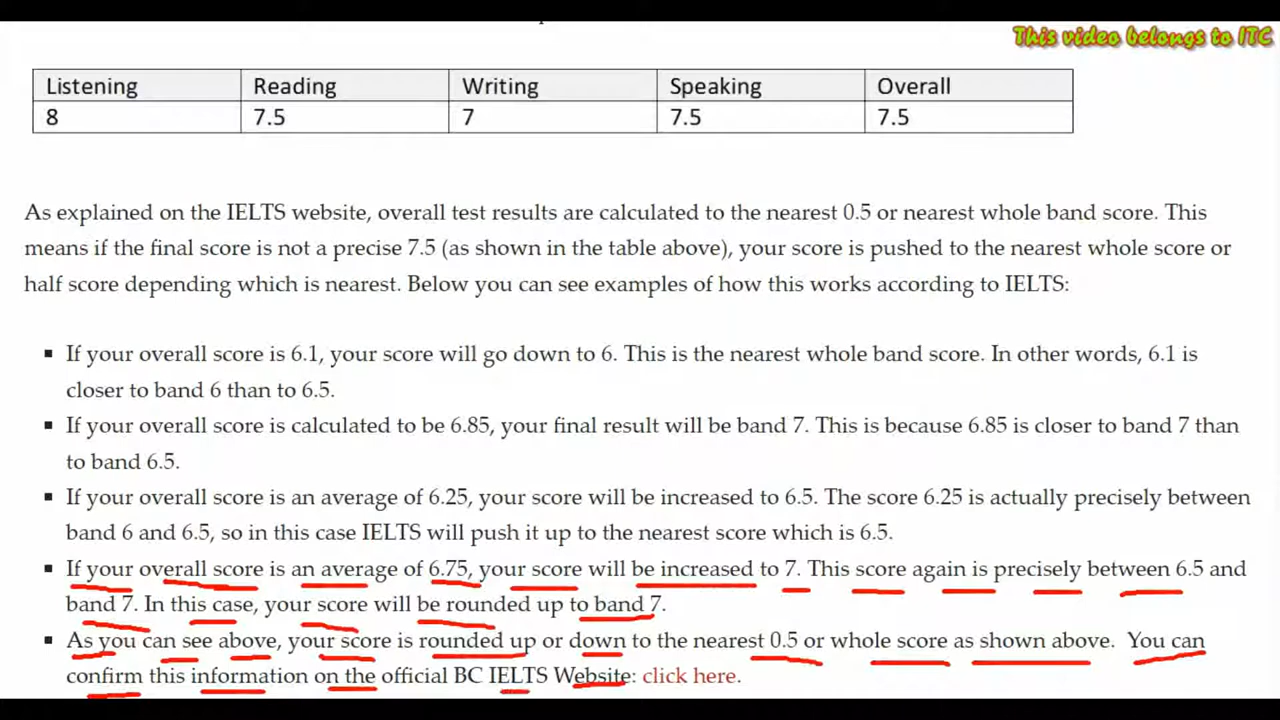 This video belongs to ITC
Listening Reading Writing Speaking Overall
8 7.5 7 7.5 7.5
As explained on the IELTS website, overall test results are calculated to the nearest 0.5 or nearest whole band score. This
means if the final score is not a precise 7.5 (as shown in the table above), your score is pushed to the nearest whole score or
half score depending which is nearest. Below you can see examples of how this works according to IELTS:
▪ If your overall score is 6.1, your score will go down to 6. This is the nearest whole band score. In other words, 6.1 is
closer to band 6 than to 6.5.
▪ If your overall score is calculated to be 6.85, your final result will be band 7. This is because 6.85 is closer to band 7 than
to band 6.5.
▪ If your overall score is an average of 6.25, your score will be increased to 6.5. The score 6.25 is actually precisely between
band 6 and 6.5, so in this case IELTS will push it up to the nearest score which is 6.5.
▪ If your overall score is an average of 6.75, your score will be increased to 7. This score again is precisely between 6.5 and
band 7. In this case, your score will be rounded up to band 7.
▪ As you can see above, your score is rounded up or down to the nearest 0.5 or whole score as shown above. You can
confirm this information on the official BC IELTS Website: click here.